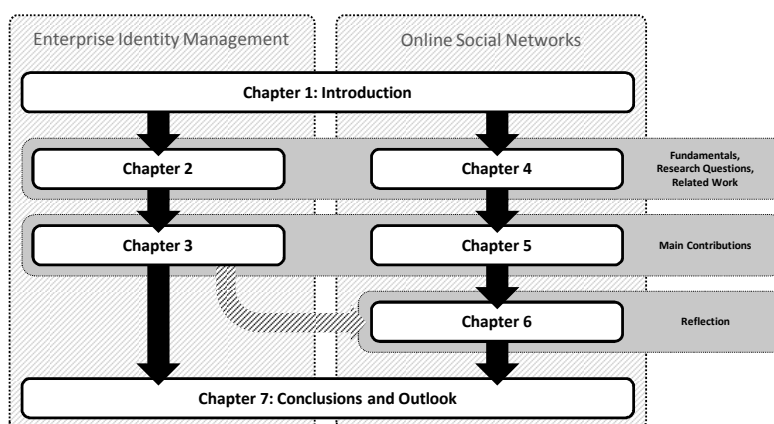 Enterprise Identity Management
Online Social Networks
Chapter 1: Introduction
Chapter 2
Chapter 4
Fundamentals,
Research Questions,
Related Work
Chapter 3
Chapter 5
Main Contributions
Chapter 6
Reflection
Chapter 7: Conclusions and Outlook